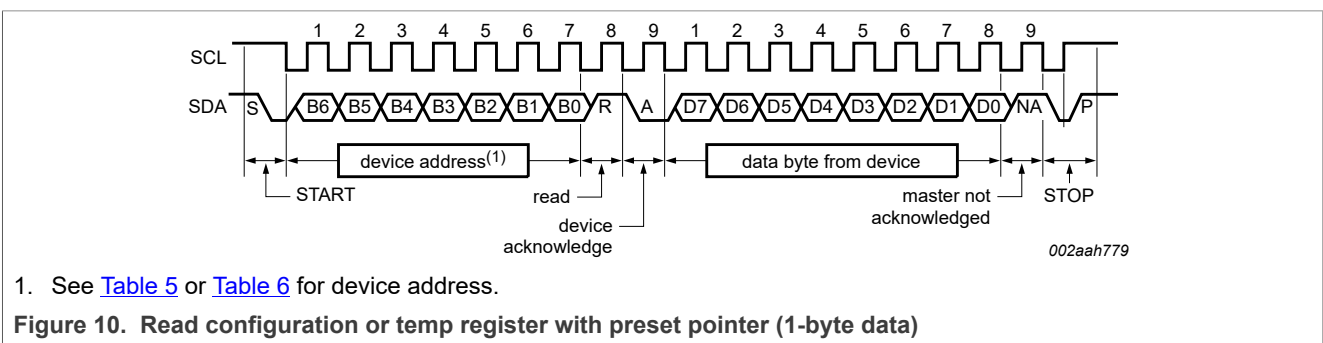 1 2 3 4 5 6 7 8 9 1 2 3 4 5 6 7 8 9
SCL
SDA S B6 B5 B4 B3 B2 B1 B0 R A D7 D6 D5 D4 D3 D2 D1 D0 NA P
device address(1) data byte from device
START read master not acknowledged STOP
device acknowledge
002aah779
1. See Table 5 or Table 6 for device address.
Figure 10. Read configuration or temp register with preset pointer (1-byte data)